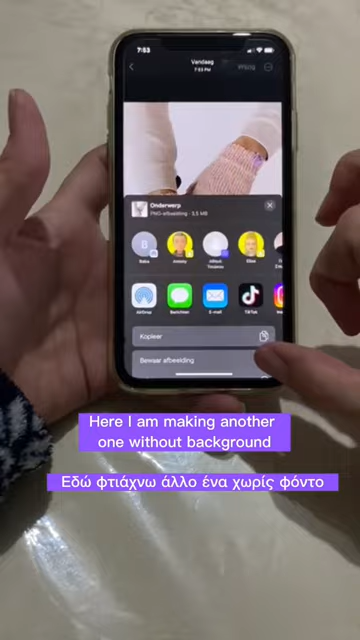 7:53
Vandaag
7:53 PM
Wijzig
Onderwerp
PNG-afbeelding · 3,5 MB
B
AirDrop
Berichten
E-mail
TikTok
Kopieer
Bewaar afbeelding
Here I am making another
one without background
Εδώ φτιάχνω άλλο ένα χωρίς φόντο